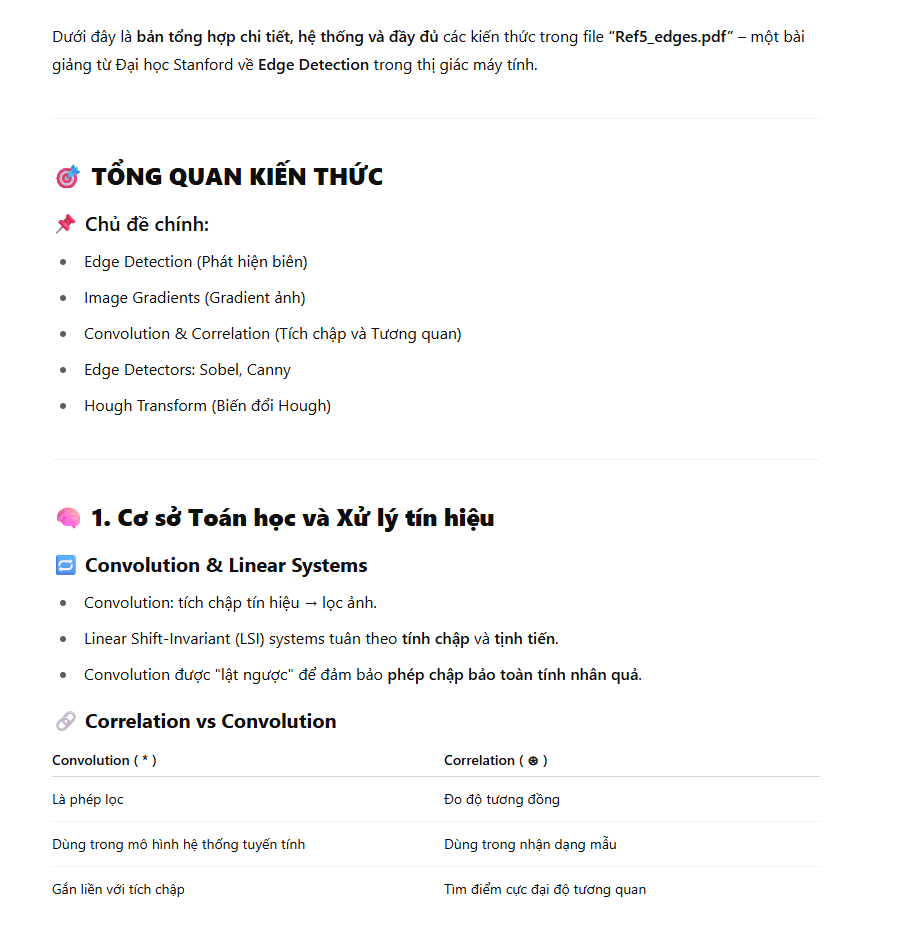 Dưới đây là bản tổng hợp chi tiết, hệ thống và đầy đủ các kiến thức trong file “Ref5_edges.pdf” – một bài
giảng từ Đại học Stanford về Edge Detection trong thị giác máy tính.
🎯 TỔNG QUAN KIẾN THỨC
📌 Chủ đề chính:
• Edge Detection (Phát hiện biên)
• Image Gradients (Gradient ảnh)
• Convolution & Correlation (Tích chập và Tương quan)
• Edge Detectors: Sobel, Canny
• Hough Transform (Biến đổi Hough)
🧠 1. Cơ sở Toán học và Xử lý tín hiệu
🔁 Convolution & Linear Systems
• Convolution: tích chập tín hiệu → lọc ảnh.
• Linear Shift-Invariant (LSI) systems tuân theo tính chập và tịnh tiến.
• Convolution được "lật ngược" để đảm bảo phép chập bảo toàn tính nhân quả.
🔗 Correlation vs Convolution
Convolution ( * ) Correlation ( ⊛ )
Là phép lọc Đo độ tương đồng
Dùng trong mô hình hệ thống tuyến tính Dùng trong nhận dạng mẫu
Gắn liền với tích chập Tìm điểm cực đại độ tương quan